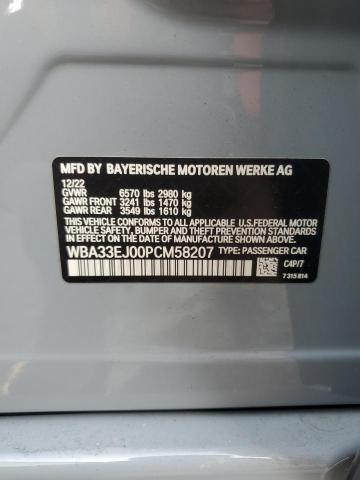 MFD BY BAYERISCHE MOTOREN WERKE AG
12/22
GVWR 6570 lbs 2980 kg
GAWR FRONT 3241 lbs 1470 kg
GAWR REAR 3549 lbs 1610 kg
THIS VEHICLE CONFORMS TO ALL APPLICABLE U.S. FEDERAL MOTOR
VEHICLE SAFETY, BUMPER, AND THEFT PREVENTION STANDARDS IN
EFFECT ON THE DATE OF MANUFACTURE SHOWN ABOVE.
WBA33EJ00PCM58207 TYPE: PASSENGER CAR
C4P/7
7 315 814